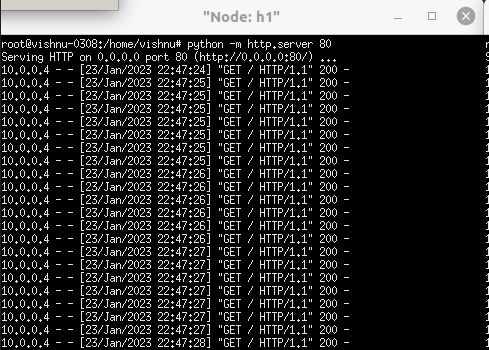 "Node: h1"
root@vishnu-0308:/home/vishnu# python -m http.server 80
Serving HTTP on 0.0.0.0 port 80 (http://0.0.0.0:80/) ...
10.0.0.4 - - [23/Jan/2023 22:47:24] "GET / HTTP/1.1" 200 -
10.0.0.4 - - [23/Jan/2023 22:47:25] "GET / HTTP/1.1" 200 -
10.0.0.4 - - [23/Jan/2023 22:47:25] "GET / HTTP/1.1" 200 -
10.0.0.4 - - [23/Jan/2023 22:47:25] "GET / HTTP/1.1" 200 -
10.0.0.4 - - [23/Jan/2023 22:47:25] "GET / HTTP/1.1" 200 -
10.0.0.4 - - [23/Jan/2023 22:47:25] "GET / HTTP/1.1" 200 -
10.0.0.4 - - [23/Jan/2023 22:47:25] "GET / HTTP/1.1" 200 -
10.0.0.4 - - [23/Jan/2023 22:47:25] "GET / HTTP/1.1" 200 -
10.0.0.4 - - [23/Jan/2023 22:47:26] "GET / HTTP/1.1" 200 -
10.0.0.4 - - [23/Jan/2023 22:47:26] "GET / HTTP/1.1" 200 -
10.0.0.4 - - [23/Jan/2023 22:47:26] "GET / HTTP/1.1" 200 -
10.0.0.4 - - [23/Jan/2023 22:47:26] "GET / HTTP/1.1" 200 -
10.0.0.4 - - [23/Jan/2023 22:47:26] "GET / HTTP/1.1" 200 -
10.0.0.4 - - [23/Jan/2023 22:47:26] "GET / HTTP/1.1" 200 -
10.0.0.4 - - [23/Jan/2023 22:47:27] "GET / HTTP/1.1" 200 -
10.0.0.4 - - [23/Jan/2023 22:47:27] "GET / HTTP/1.1" 200 -
10.0.0.4 - - [23/Jan/2023 22:47:27] "GET / HTTP/1.1" 200 -
10.0.0.4 - - [23/Jan/2023 22:47:27] "GET / HTTP/1.1" 200 -
10.0.0.4 - - [23/Jan/2023 22:47:27] "GET / HTTP/1.1" 200 -
10.0.0.4 - - [23/Jan/2023 22:47:27] "GET / HTTP/1.1" 200 -
10.0.0.4 - - [23/Jan/2023 22:47:27] "GET / HTTP/1.1" 200 -
10.0.0.4 - - [23/Jan/2023 22:47:28] "GET / HTTP/1.1" 200 -